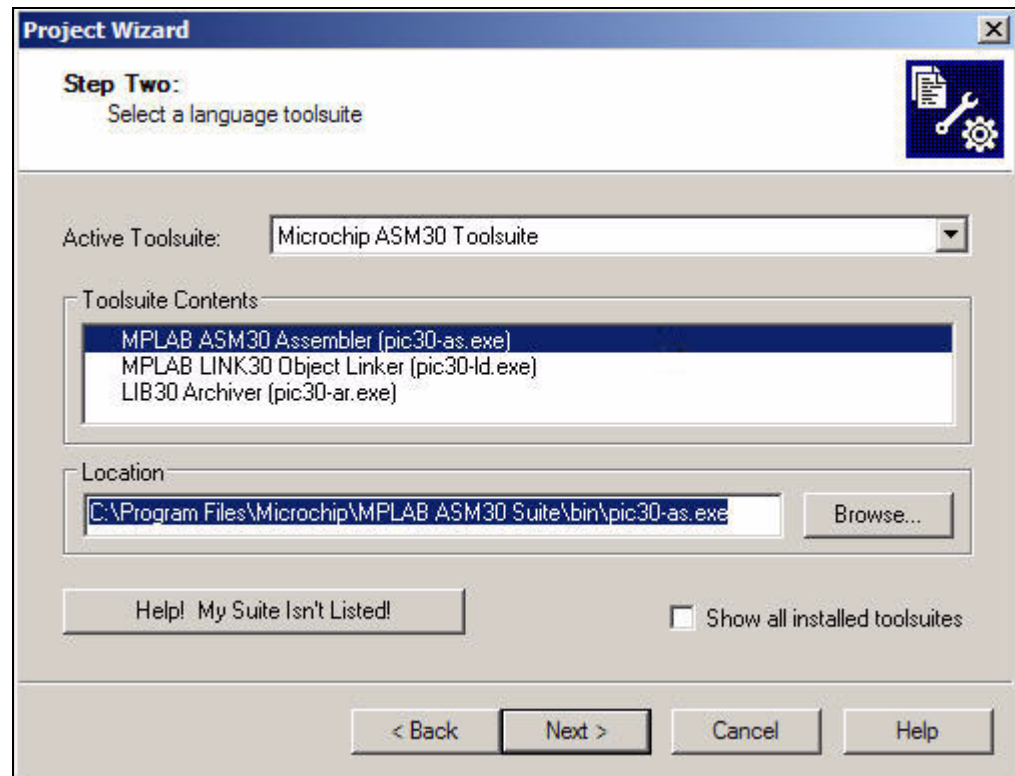 Project Wizard
Step Two:
Select a language toolsuite
Active Toolsuite: Microchip ASM30 Toolsuite
Toolsuite Contents
MPLAB ASM30 Assembler (pic30-as.exe)
MPLAB LINK30 Object Linker (pic30-ld.exe)
LIB30 Archiver (pic30-ar.exe)
Location
C:\Program Files\Microchip\MPLAB ASM30 Suite\bin\pic30-as.exe Browse...
Help! My Suite Isn't Listed! Show all installed toolsuites
< Back Next > Cancel Help